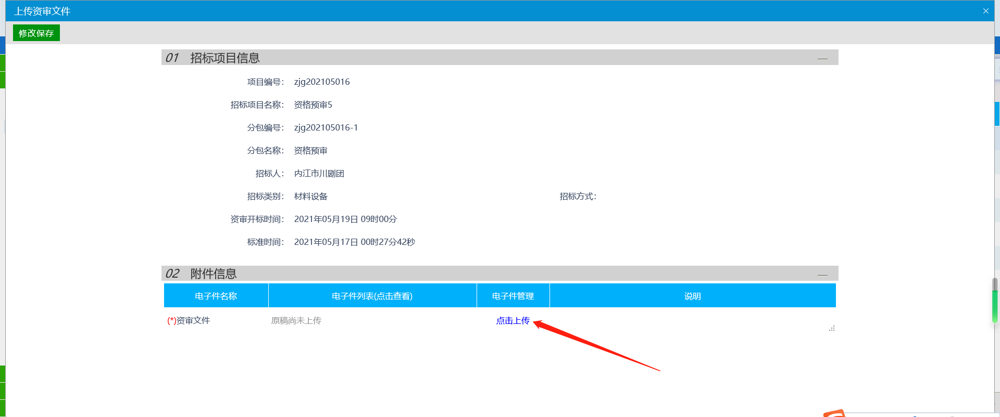 上传资审文件
修改保存
01 招标项目信息
项目编号： zjg202105016
招标项目名称： 资格预审5
分包编号： zjg202105016-1
分包名称： 资格预审
招标人： 内江市川剧团
招标类别： 材料设备 招标方式：
资审开标时间： 2021年05月19日 09时00分
标准时间： 2021年05月17日 00时27分42秒
02 附件信息
电子件名称 电子件列表(点击查看) 电子件管理 说明
(*)资审文件 原稿尚未上传 点击上传